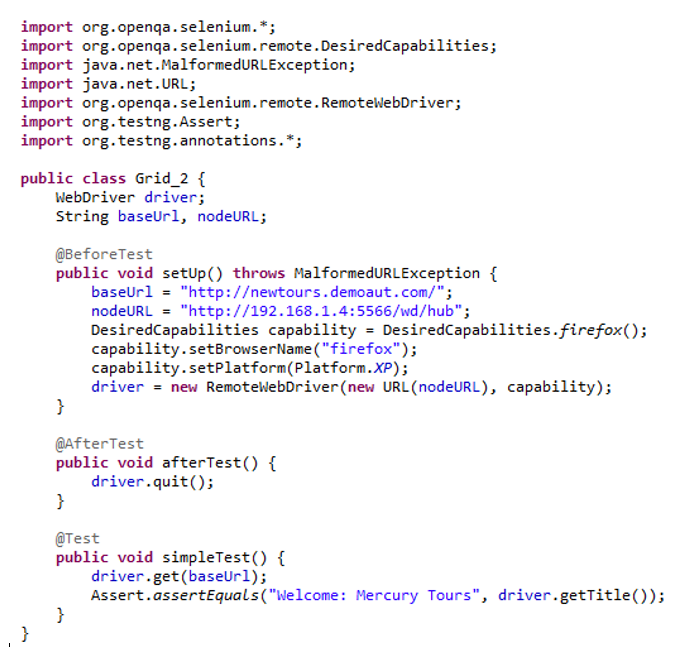 import org.openqa.selenium.*;
import org.openqa.selenium.remote.DesiredCapabilities;
import java.net.MalformedURLException;
import java.net.URL;
import org.openqa.selenium.remote.RemoteWebDriver;
import org.testng.Assert;
import org.testng.annotations.*;

public class Grid_2 {
    WebDriver driver;
    String baseUrl, nodeURL;

    @BeforeTest
    public void setUp() throws MalformedURLException {
        baseUrl = "http://newtours.demoaut.com/";
        nodeURL = "http://192.168.1.4:5566/wd/hub";
        DesiredCapabilities capability = DesiredCapabilities.firefox();
        capability.setBrowserName("firefox");
        capability.setPlatform(Platform.XP);
        driver = new RemoteWebDriver(new URL(nodeURL), capability);
    }

    @AfterTest
    public void afterTest() {
        driver.quit();
    }

    @Test
    public void simpleTest() {
        driver.get(baseUrl);
        Assert.assertEquals("Welcome: Mercury Tours", driver.getTitle());
    }
}